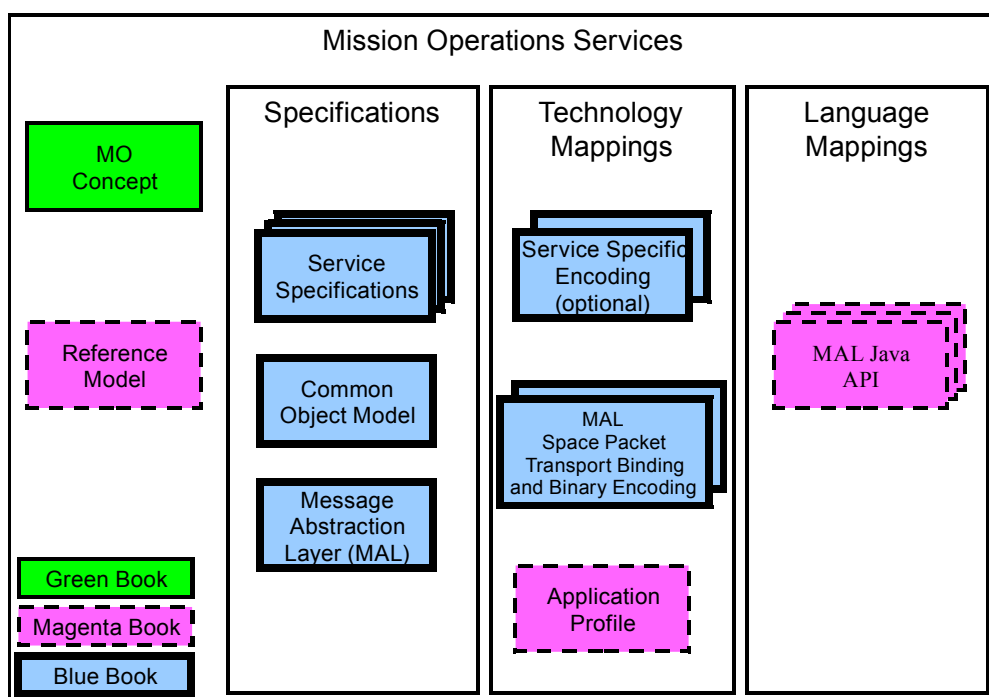 Mission Operations Services
MO
Concept
Reference
Model
Green Book
Magenta Book
Blue Book
Specifications
Service
Specifications
Common
Object Model
Message
Abstraction
Layer (MAL)
Technology
Mappings
Service Specific
Encoding
(optional)
MAL
Space Packet
Transport Binding
and Binary Encoding
Application
Profile
Language
Mappings
MAL Java
API